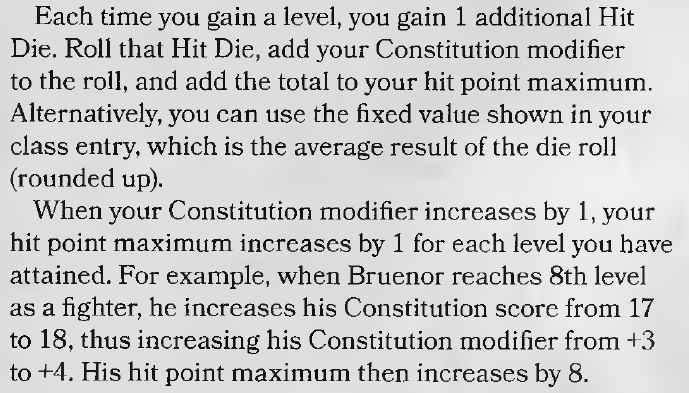 Each time you gain a level, you gain 1 additional Hit
Die. Roll that Hit Die, add your Constitution modifier
to the roll, and add the total to your hit point maximum.
Alternatively, you can use the fixed value shown in your
class entry, which is the average result of the die roll
(rounded up).
When your Constitution modifier increases by 1, your
hit point maximum increases by 1 for each level you have
attained. For example, when Bruenor reaches 8th level
as a fighter, he increases his Constitution score from 17
to 18, thus increasing his Constitution modifier from +3
to +4. His hit point maximum then increases by 8.